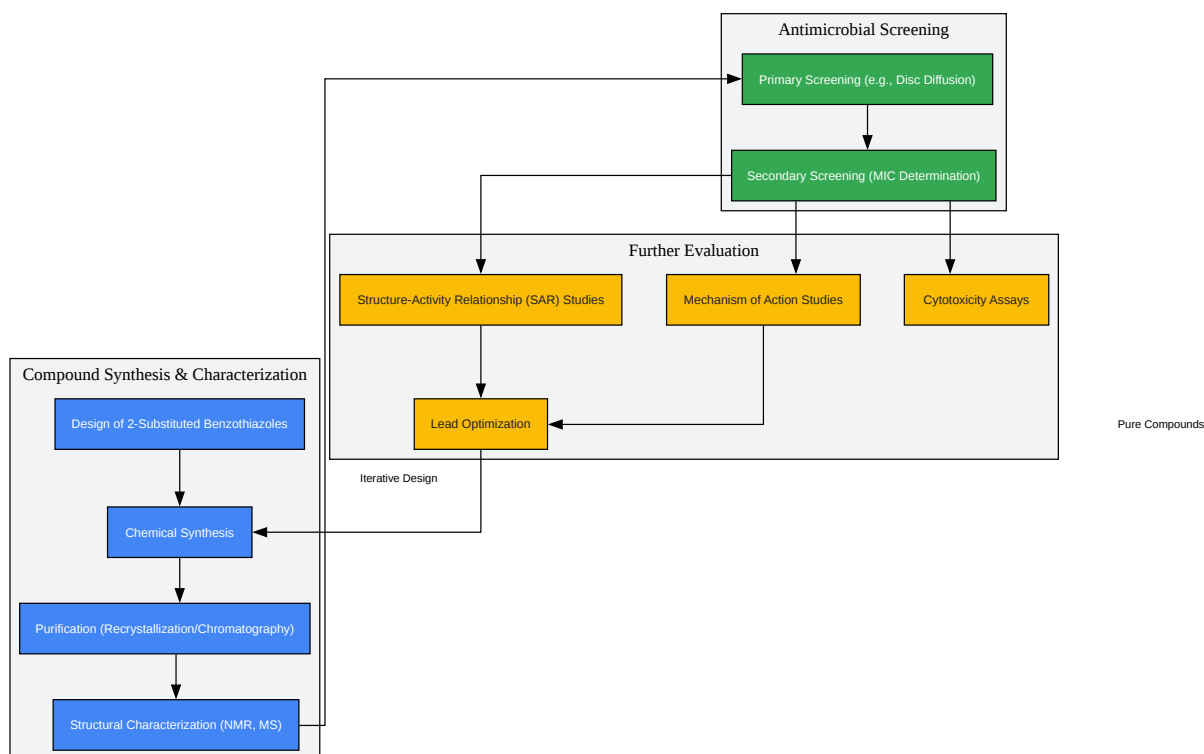 Antimicrobial Screening
Primary Screening (e.g., Disc Diffusion)
Secondary Screening (MIC Determination)
Further Evaluation
Structure-Activity Relationship (SAR) Studies
Mechanism of Action Studies
Cytotoxicity Assays
Lead Optimization
Pure Compounds
Iterative Design
Compound Synthesis & Characterization
Design of 2-Substituted Benzothiazoles
Chemical Synthesis
Purification (Recrystallization/Chromatography)
Structural Characterization (NMR, MS)